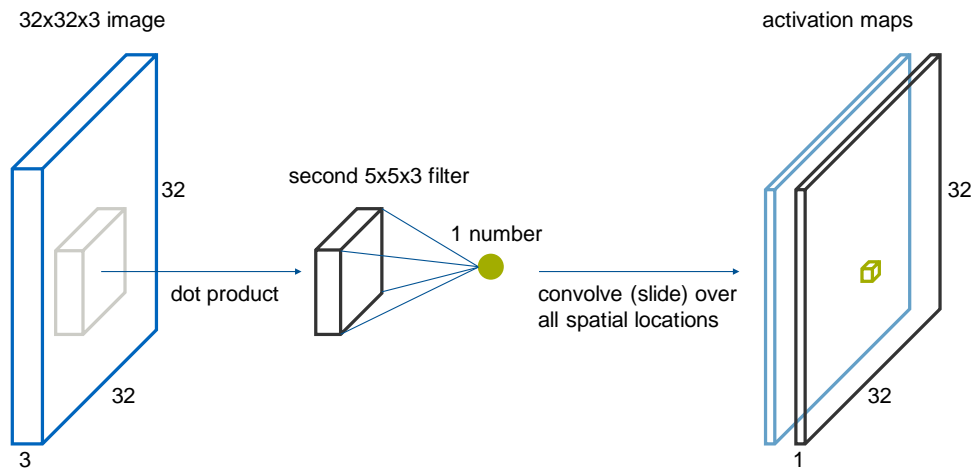 32x32x3 image
32
32
3
second 5x5x3 filter
dot product
1 number
convolve (slide) over
all spatial locations
activation maps
32
32
1